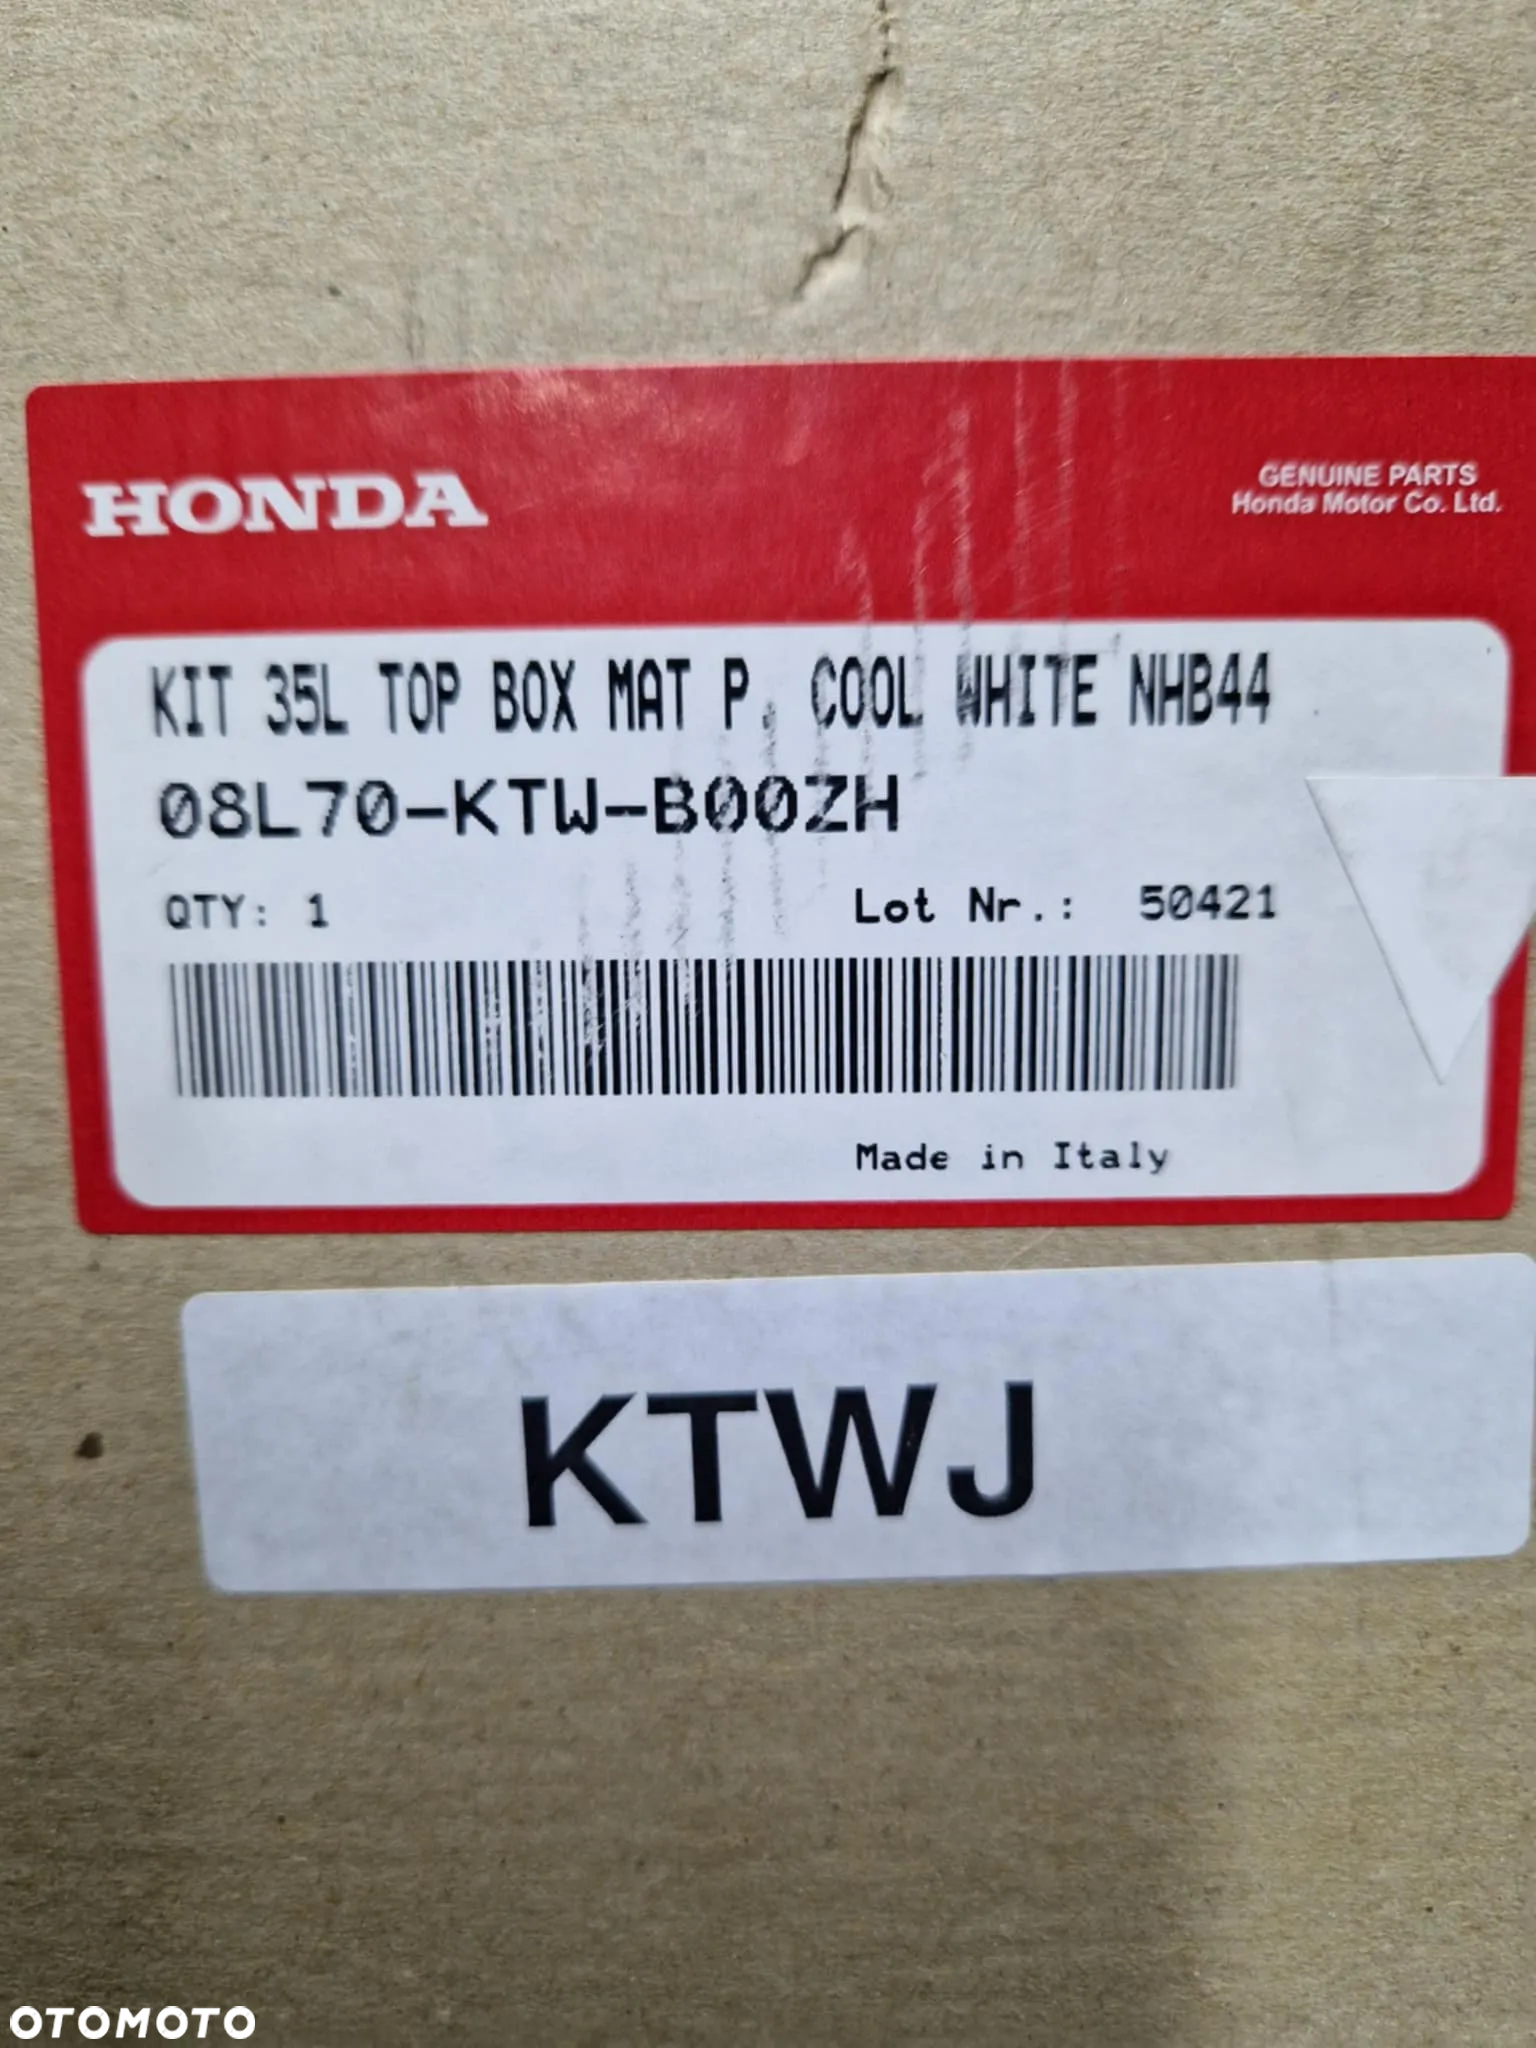 HONDA
GENUINE PARTS
Honda Motor Co. Ltd.
KIT 35L TOP BOX MAT P. COOL WHITE NHB44
08L70-KTW-B00ZH
QTY: 1 Lot Nr.: 50421
Made in Italy
KTWJ
OTOMOTO